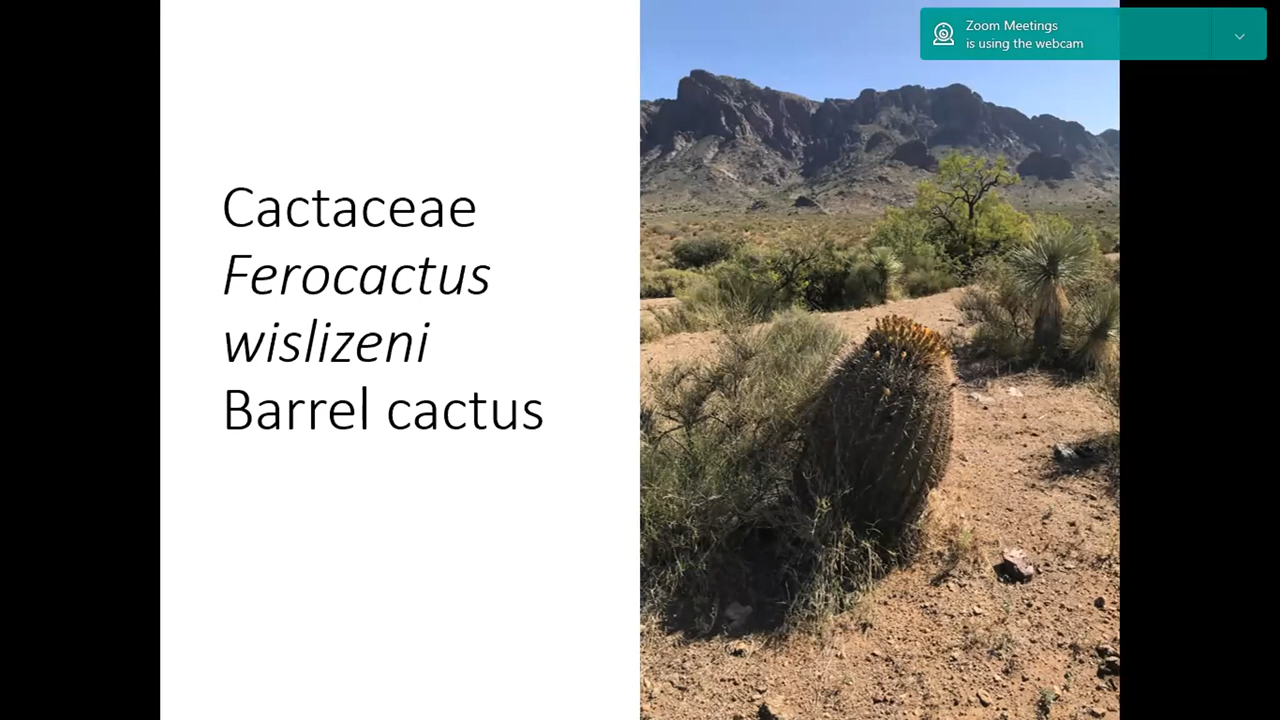 Cactaceae
Ferocactus
wislizeni
Barrel cactus
Zoom Meetings
is using the webcam